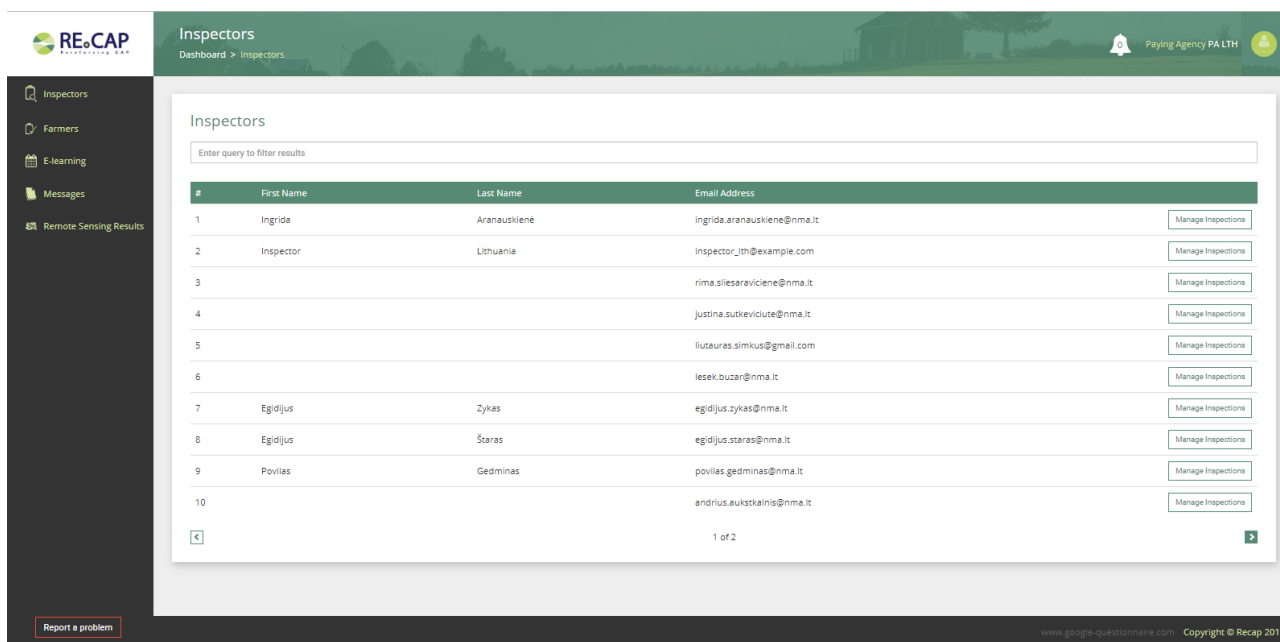 RE.CAP
Reinforcing CAP
Inspectors
Dashboard > Inspectors
0
Paying Agency PA LTH
Inspectors
Farmers
E-learning
Messages
Remote Sensing Results
Inspectors
Enter query to filter results
# First Name Last Name Email Address
1 Ingrida Aranauskienė ingrida.aranauskiene@nma.lt Manage Inspections
2 Inspector Lithuania inspector_lth@example.com Manage Inspections
3 rima.sliesaraviciene@nma.lt Manage Inspections
4 justina.sutkeviciute@nma.lt Manage Inspections
5 liutauras.simkus@gmail.com Manage Inspections
6 lesek.buzar@nma.lt Manage Inspections
7 Egidijus Zykas egidijus.zykas@nma.lt Manage Inspections
8 Egidijus Štaras egidijus.staras@nma.lt Manage Inspections
9 Povilas Gedminas povilas.gedminas@nma.lt Manage Inspections
10 andrius.aukstkalnis@nma.lt Manage Inspections
< 1 of 2 >
Report a problem
www.google-questionnaire.com Copyright © Recap 201